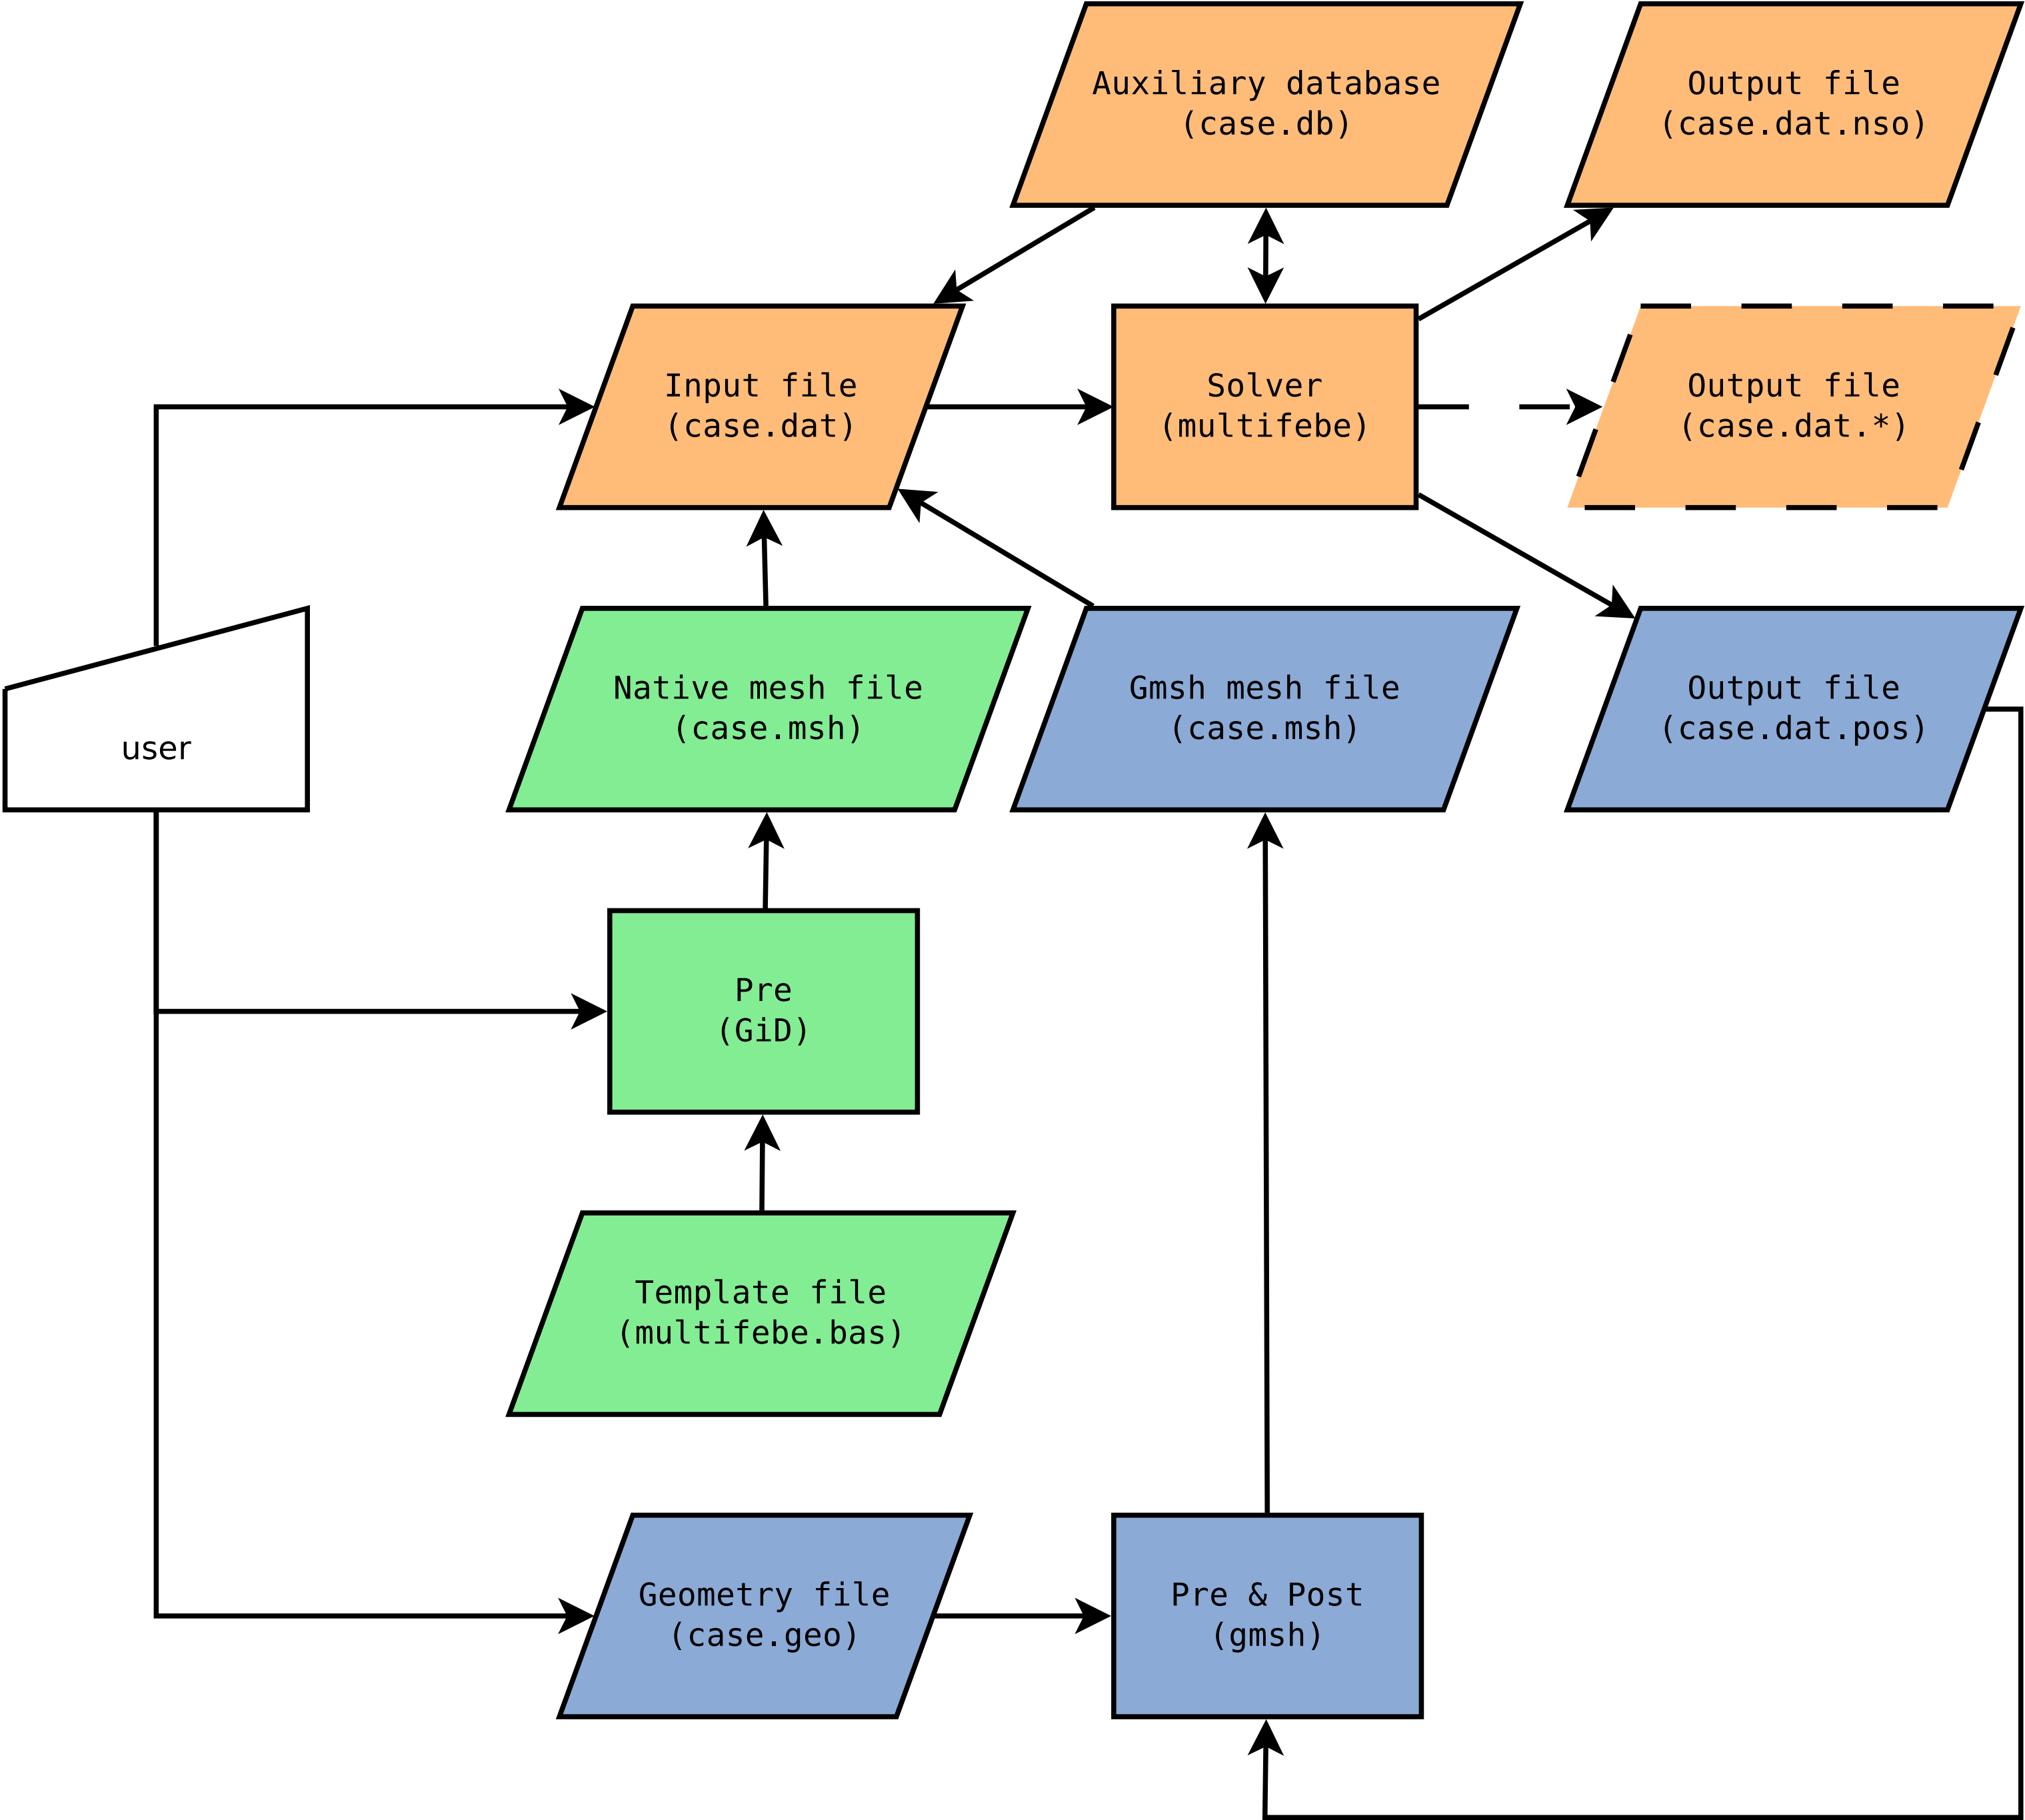 Auxiliary database
(case.db)
Output file
(case.dat.nso)
Input file
(case.dat)
Solver
(multifebe)
Output file
(case.dat.*)
user
Native mesh file
(case.msh)
Gmsh mesh file
(case.msh)
Output file
(case.dat.pos)
Pre
(GiD)
Template file
(multifebe.bas)
Geometry file
(case.geo)
Pre & Post
(gmsh)